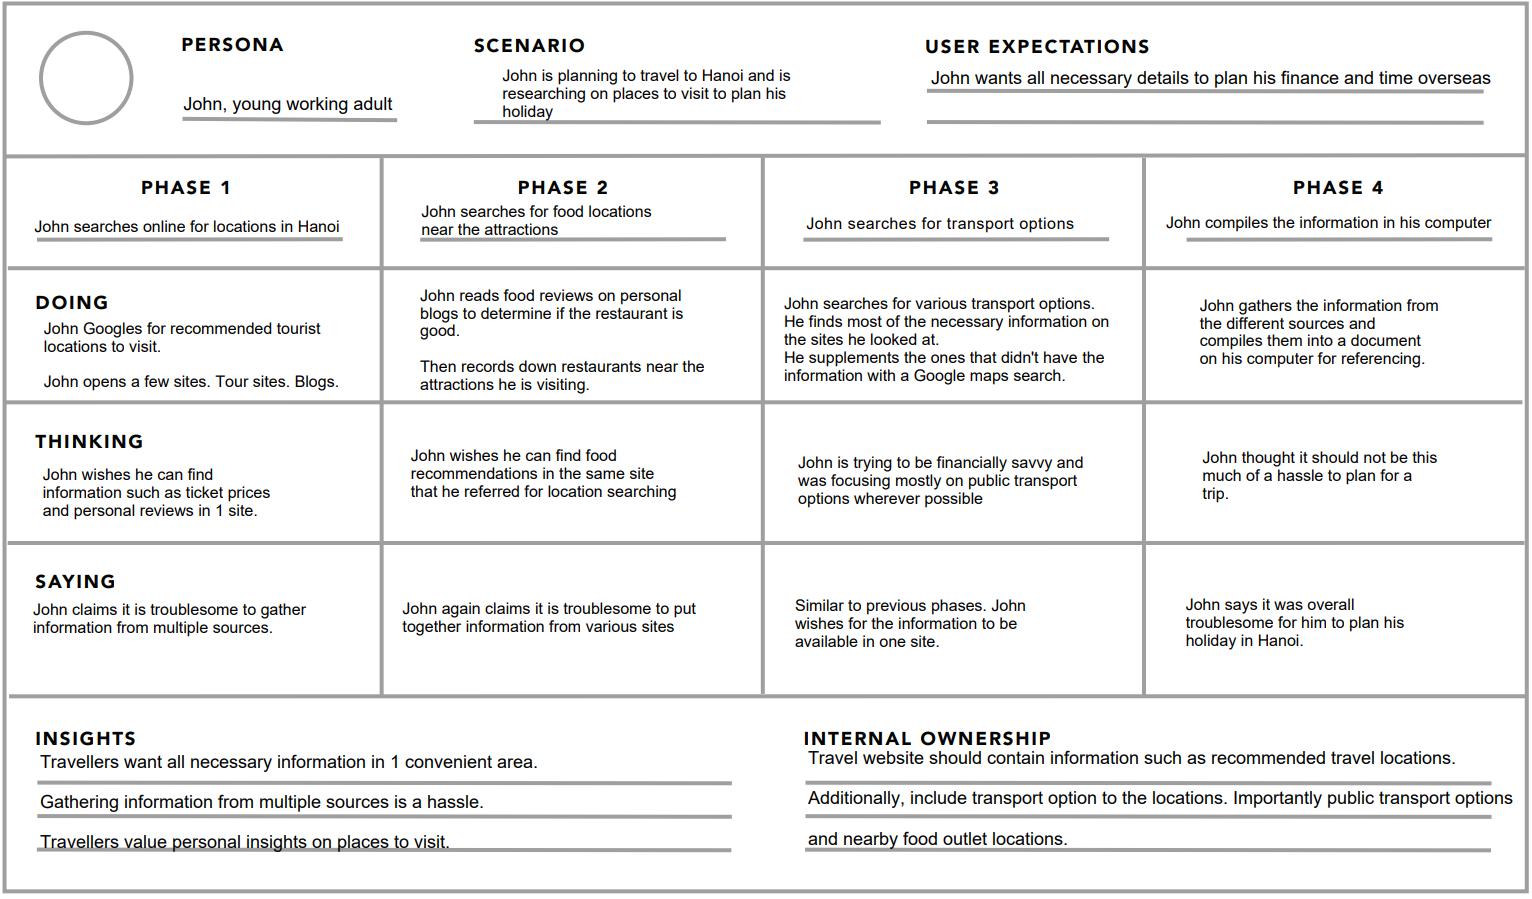 PERSONA
John, young working adult
SCENARIO
John is planning to travel to Hanoi and is
researching on places to visit to plan his
holiday
USER EXPECTATIONS
John wants all necessary details to plan his finance and time overseas
PHASE 1
John searches online for locations in Hanoi
PHASE 2
John searches for food locations
near the attractions
PHASE 3
John searches for transport options
PHASE 4
John compiles the information in his computer
DOING
John Googles for recommended tourist
locations to visit.
John opens a few sites. Tour sites. Blogs.
John reads food reviews on personal
blogs to determine if the restaurant is
good.
Then records down restaurants near the
attractions he is visiting.
John searches for various transport options.
He finds most of the necessary information on
the sites he looked at.
He supplements the ones that didn't have the
information with a Google maps search.
John gathers the information from
the different sources and
compiles them into a document
on his computer for referencing.
THINKING
John wishes he can find
information such as ticket prices
and personal reviews in 1 site.
John wishes he can find food
recommendations in the same site
that he referred for location searching
John is trying to be financially savvy and
was focusing mostly on public transport
options wherever possible
John thought it should not be this
much of a hassle to plan for a
trip.
SAYING
John claims it is troublesome to gather
information from multiple sources.
John again claims it is troublesome to put
together information from various sites
Similar to previous phases. John
wishes for the information to be
available in one site.
John says it was overall
troublesome for him to plan his
holiday in Hanoi.
INSIGHTS
Travellers want all necessary information in 1 convenient area.
Gathering information from multiple sources is a hassle.
Travellers value personal insights on places to visit.
INTERNAL OWNERSHIP
Travel website should contain information such as recommended travel locations.
Additionally, include transport option to the locations. Importantly public transport options
and nearby food outlet locations.